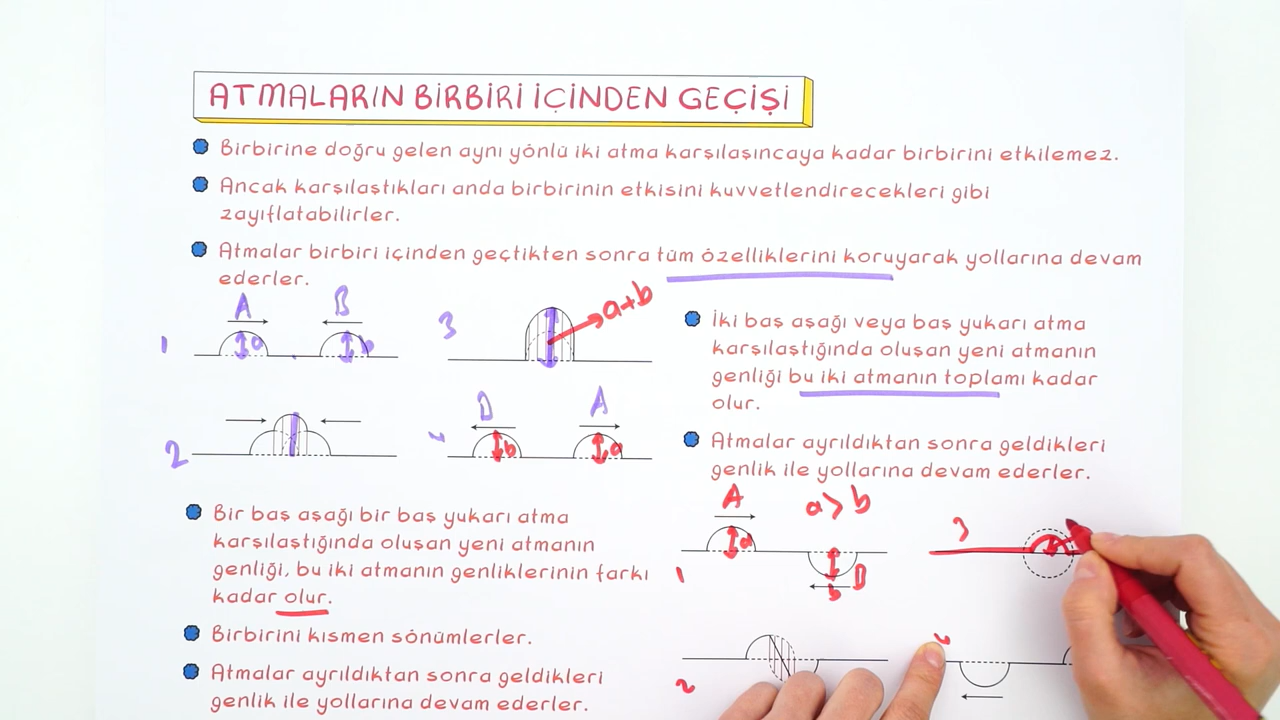 ATMALARIN BİRBİRİ İÇİNDEN GEÇİŞİ
Birbirine doğru gelen aynı yönlü iki atma karşılaşıncaya kadar birbirini etkilemez.
Ancak karşılaştıkları anda birbirinin etkisini kuvvetlendirecekleri gibi
zayıflatabilirler.
Atmalar birbiri içinden geçtikten sonra tüm özelliklerini koruyarak yollarına devam
ederler.
A B
1 a b
2
3 a+b
D A
4 b a
İki baş aşağı veya baş yukarı atma
karşılaştığında oluşan yeni atmanın
genliği bu iki atmanın toplamı kadar
olur.
Atmalar ayrıldıktan sonra geldikleri
genlik ile yollarına devam ederler.
Bir baş aşağı bir baş yukarı atma
karşılaştığında oluşan yeni atmanın
genliği, bu iki atmanın genliklerinin farkı
kadar olur.
Birbirini kısmen sönümlerler.
Atmalar ayrıldıktan sonra geldikleri
genlik ile yollarına devam ederler.
A a > b
a
1 B
b
3
2